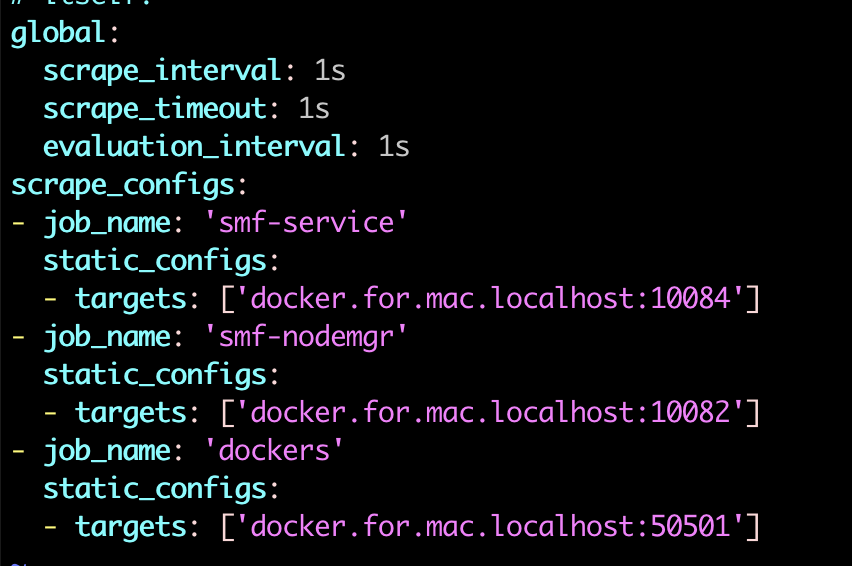 # itself.
global:
  scrape_interval: 1s
  scrape_timeout: 1s
  evaluation_interval: 1s
scrape_configs:
- job_name: 'smf-service'
  static_configs:
  - targets: ['docker.for.mac.localhost:10084']
- job_name: 'smf-nodemgr'
  static_configs:
  - targets: ['docker.for.mac.localhost:10082']
- job_name: 'dockers'
  static_configs:
  - targets: ['docker.for.mac.localhost:50501']
~